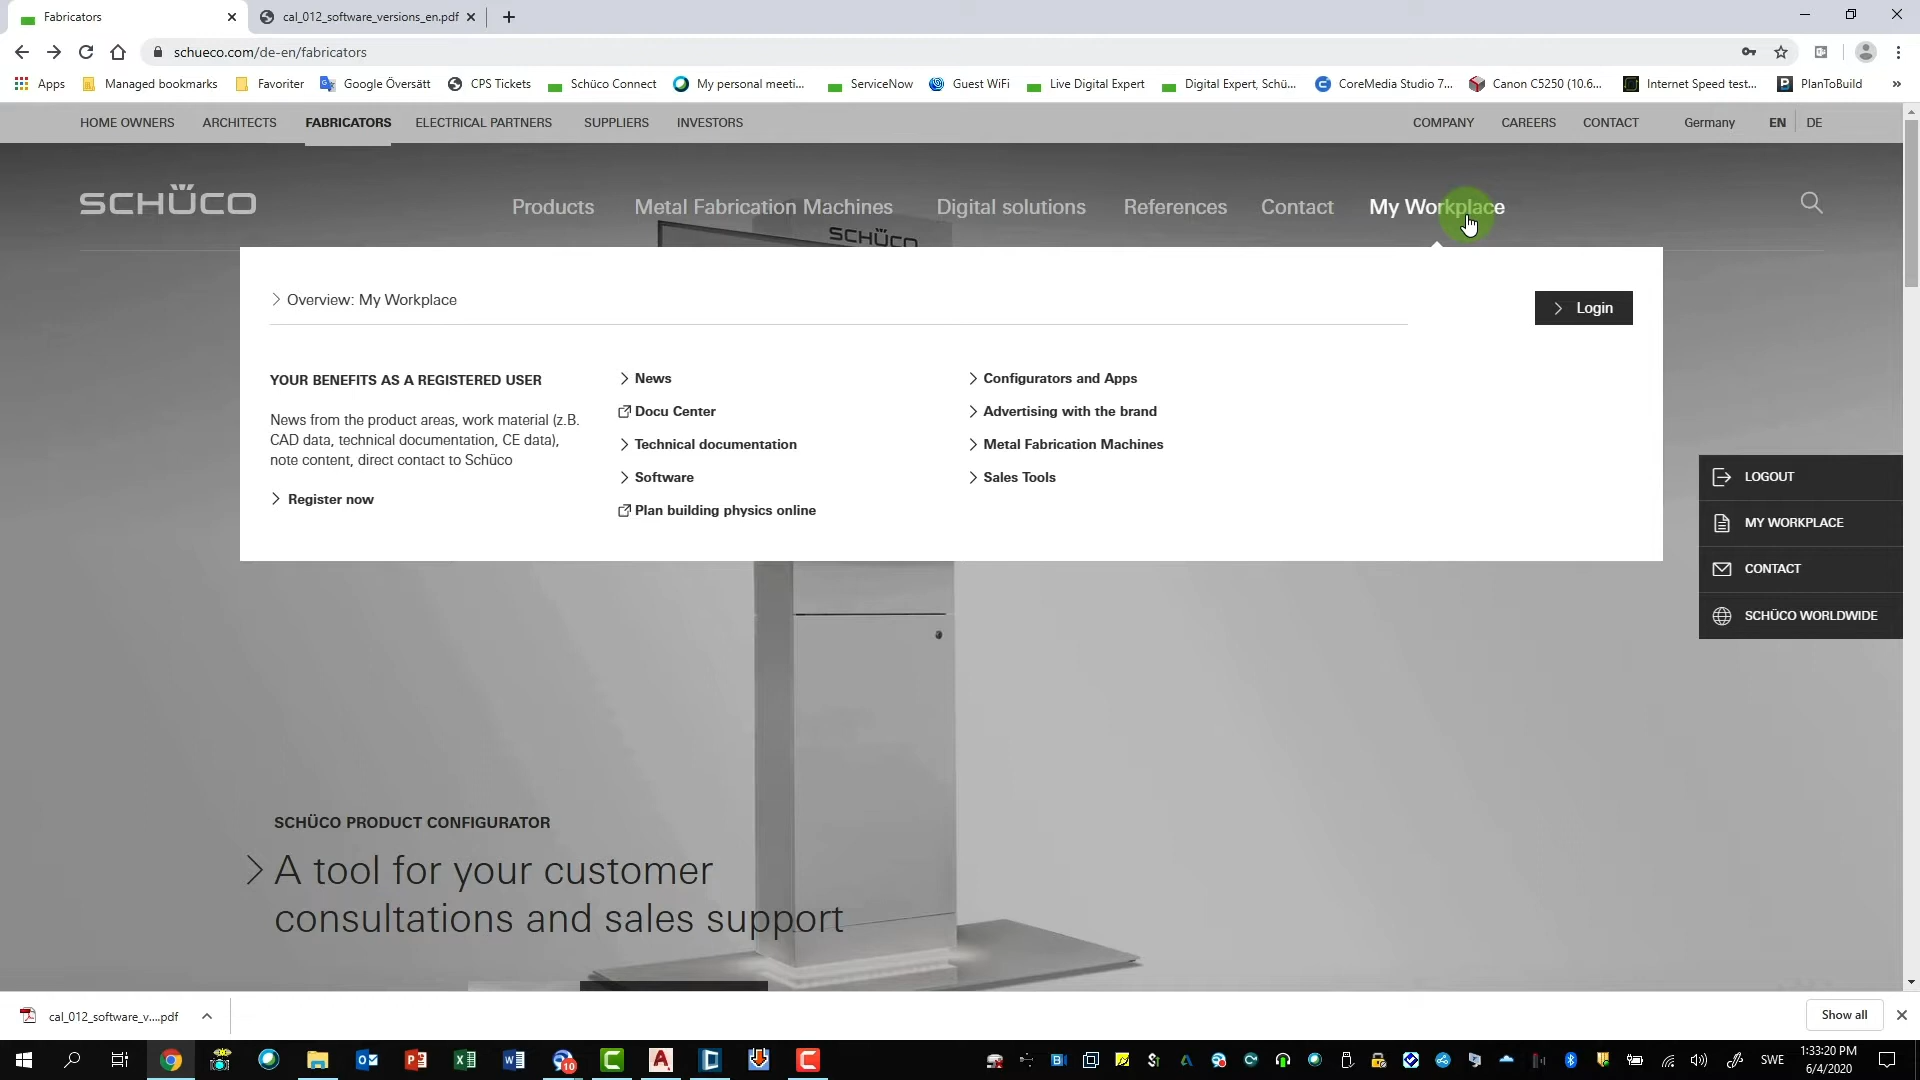 Fabricators
cal_012_software_versions_en.pdf
schueco.com/de-en/fabricators
Apps
Managed bookmarks
Favoriter
Google Översätt
CPS Tickets
Schüco Connect
My personal meeti...
ServiceNow
Guest WiFi
Live Digital Expert
Digital Expert, Schü...
CoreMedia Studio 7...
Canon C5250 (10.6...
Internet Speed test...
PlanToBuild
HOME OWNERS
ARCHITECTS
FABRICATORS
ELECTRICAL PARTNERS
SUPPLIERS
INVESTORS
COMPANY
CAREERS
CONTACT
Germany
EN
DE
SCHÜCO
Products
Metal Fabrication Machines
Digital solutions
References
Contact
My Workplace
SCHÜCO
Overview: My Workplace
Login
YOUR BENEFITS AS A REGISTERED USER
News from the product areas, work material (z.B.
CAD data, technical documentation, CE data),
note content, direct contact to Schüco
Register now
News
Docu Center
Technical documentation
Software
Plan building physics online
Configurators and Apps
Advertising with the brand
Metal Fabrication Machines
Sales Tools
LOGOUT
MY WORKPLACE
CONTACT
SCHÜCO WORLDWIDE
SCHÜCO PRODUCT CONFIGURATOR
A tool for your customer
consultations and sales support
cal_012_software_v....pdf
Show all
10
SWE
1:33:20 PM
6/4/2020